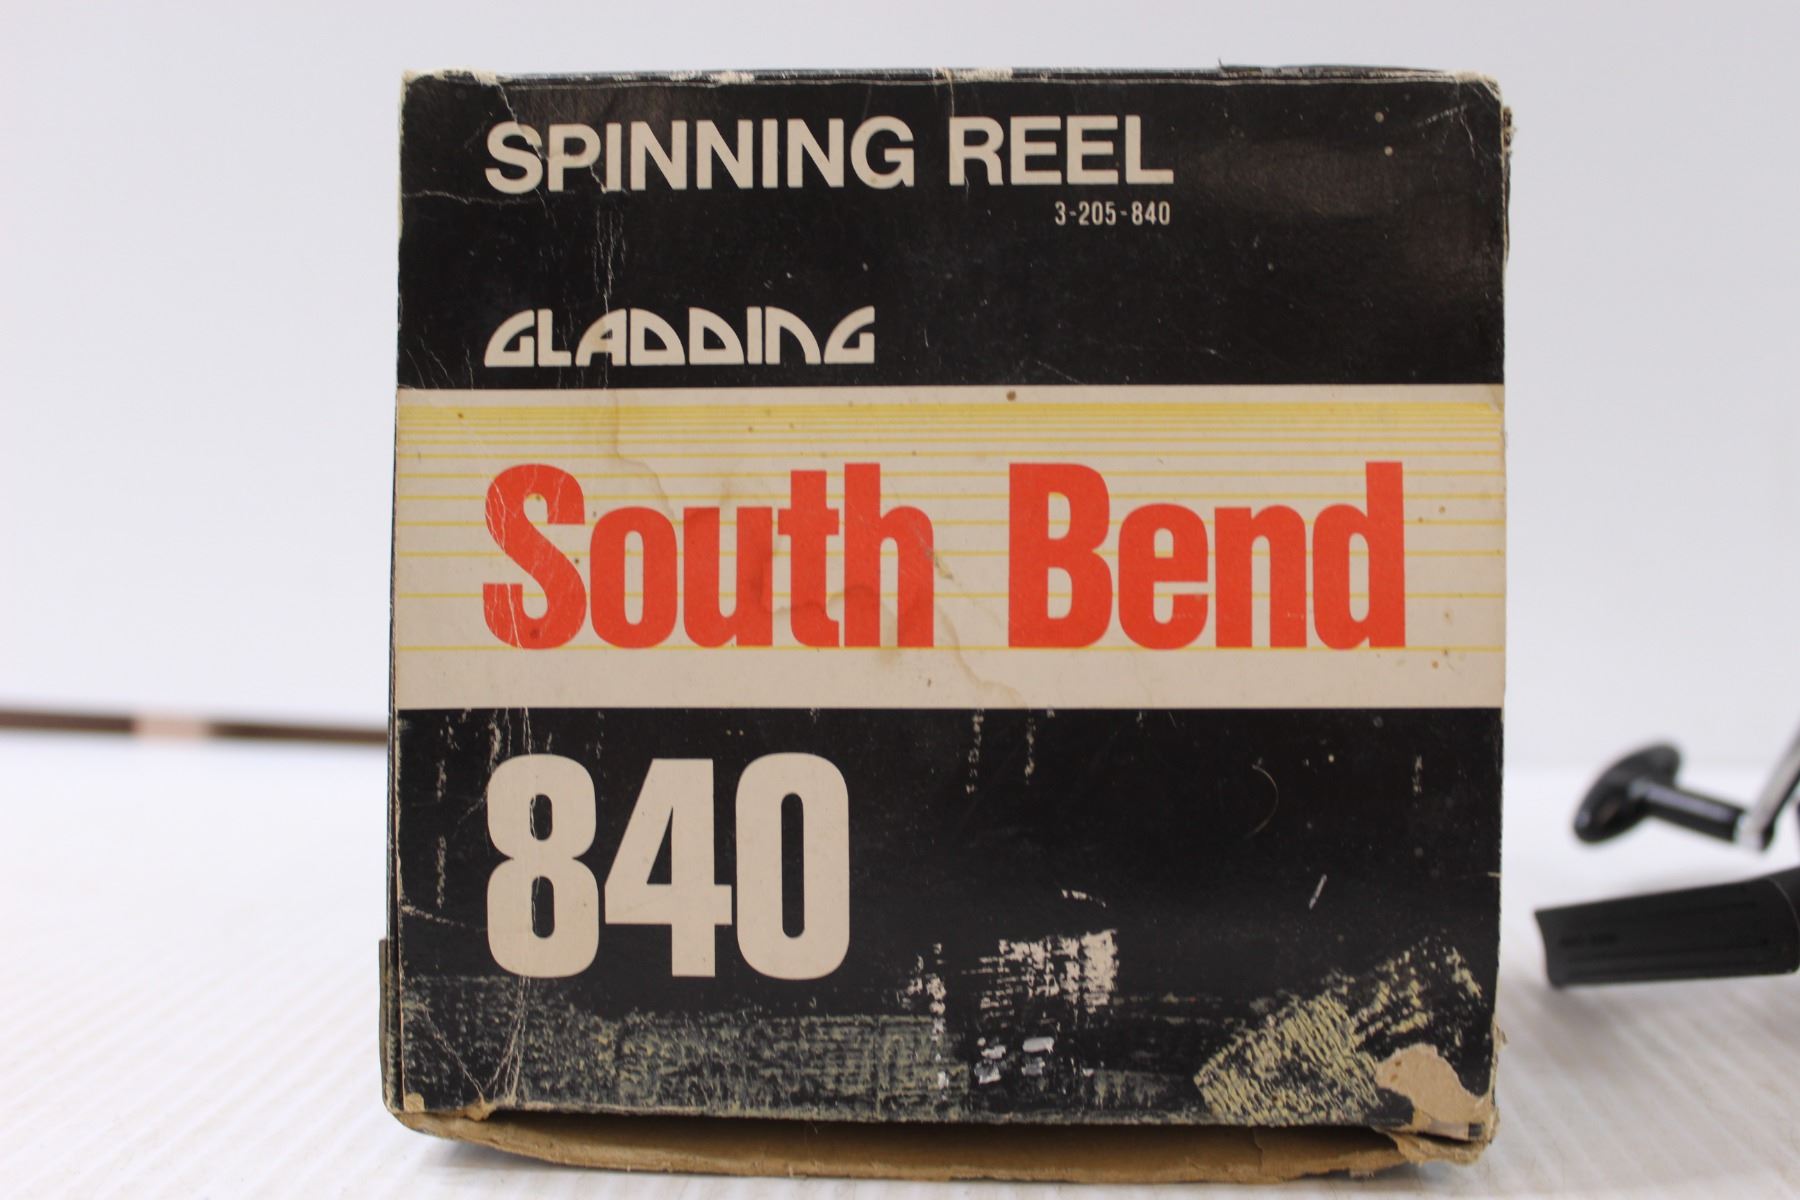 SPINNING REEL
3-205-840
GLADDING
South Bend
840